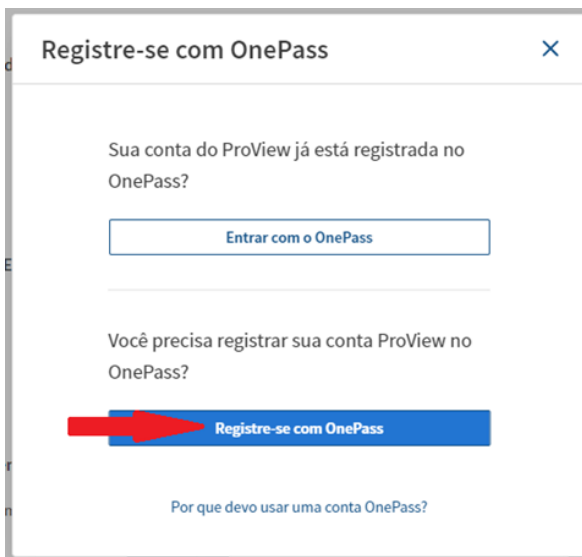 Registre-se com OnePass
Sua conta do ProView já está registrada no
OnePass?
Entrar com o OnePass
Você precisa registrar sua conta ProView no
OnePass?
Registre-se com OnePass
Por que devo usar uma conta OnePass?